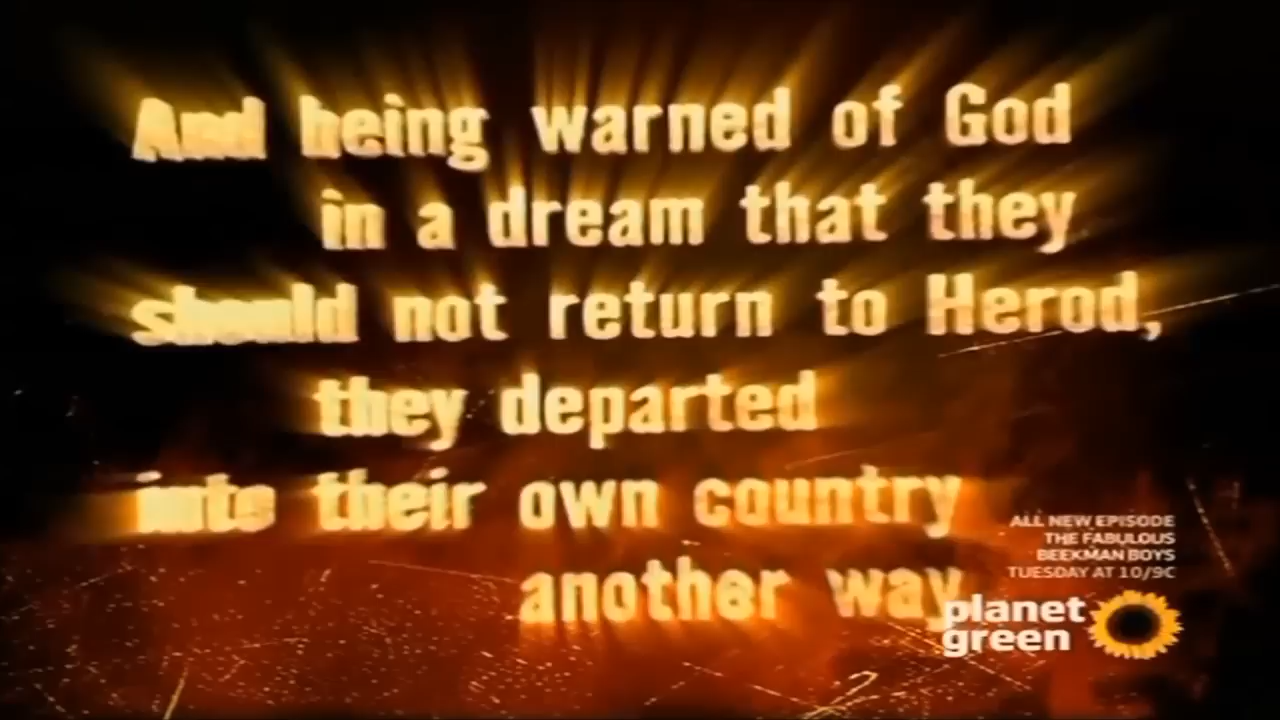 And being warned of God
in a dream that they
should not return to Herod,
they departed
into their own country
another way
ALL NEW EPISODE
THE FABULOUS
BEEKMAN BOYS
TUESDAY AT 10/9C
planet
green